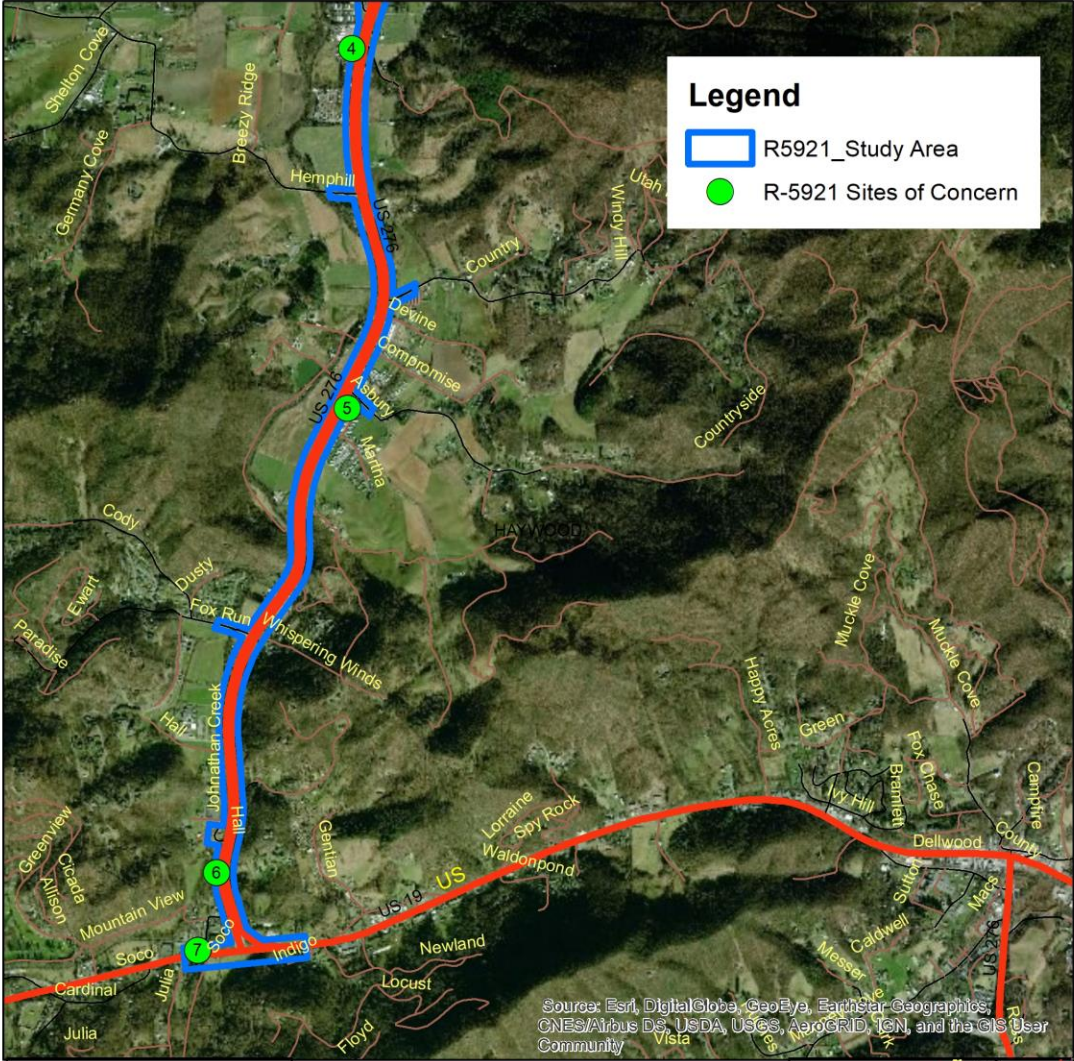 Shelton Cove
4
Breezy Ridge
Germany Cove
Hemphill
US 276
Legend
R5921_Study Area
R-5921 Sites of Concern
Utah
Windy Hill
Country
Devine
Compromise
US 276
Asbury
5
Martha
Countryside
HAYWOOD
Cody
Dusty
Ewart
Fox Run
Whispering Winds
Paradise
Hall
Johnathan Creek
Hall
Muckle Cove
Muckle Cove
Happy Acres
Green
Fox Chase
Bramlett
Ivy Hill
Campfire
County
Dellwood
Lorraine
Spy Rock
Waldonpond
Gentian
US
US 19
Greenview
Cicada
Allison
Mountain View
6
7
Soco
Soco
Indigo
Newland
Sutton
Macs
Caldwell
Messer
US 276
Cardinal
Julia
Julia
Locust
Floyd
Vista
Source: Esri, DigitalGlobe, GeoEye, Earthstar Geographics,
CNES/Airbus DS, USDA, USGS, AeroGRID, IGN, and the GIS User
Community